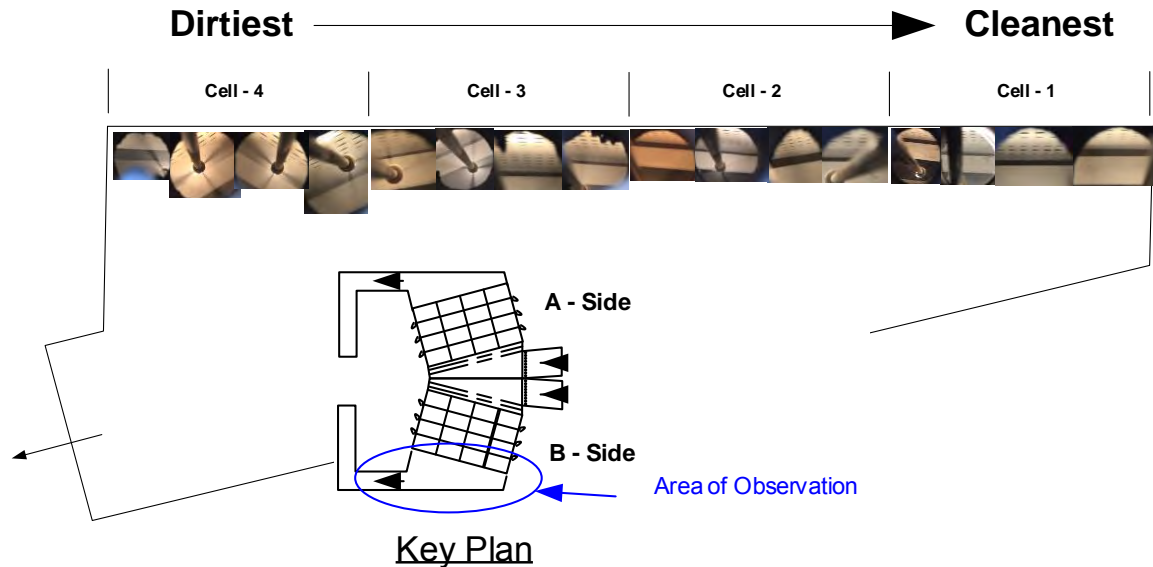 Dirtiest Cleanest
Cell - 4 Cell - 3 Cell - 2 Cell - 1
A - Side
B - Side
Area of Observation
Key Plan